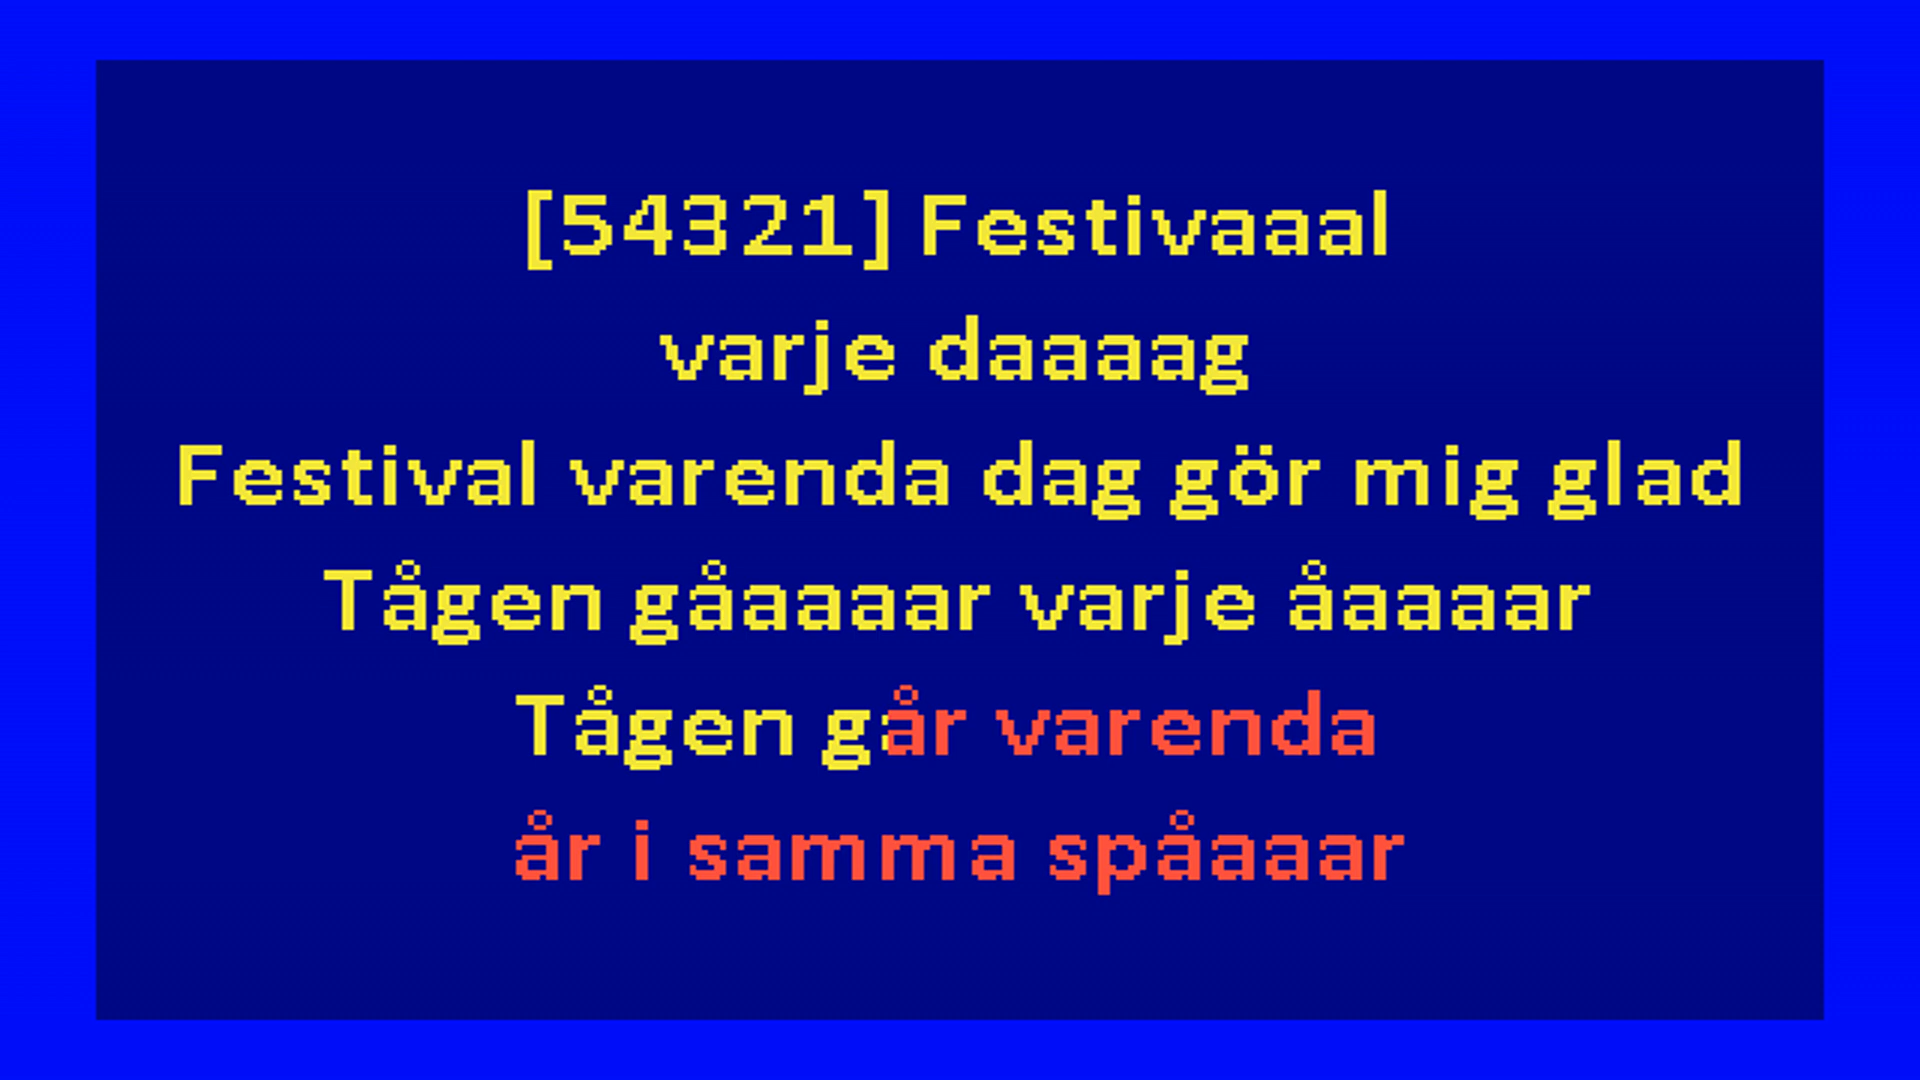 [54321] Festivaaal
varje daaaag
Festival varenda dag gör mig glad
Tågen gåaaaar varje åaaaar
Tågen går varenda
år i samma spåaaar